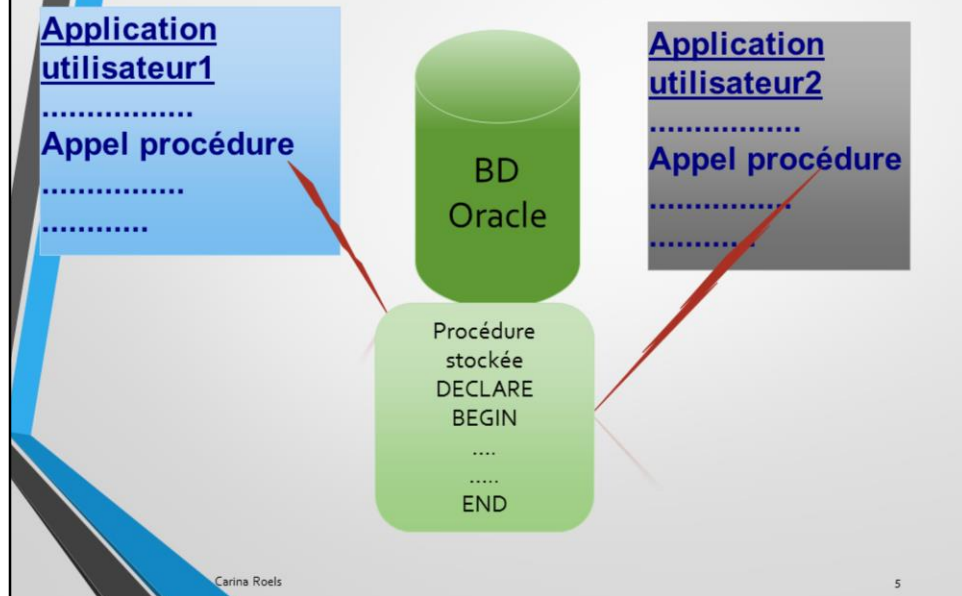 Application
utilisateur1
.................
Appel procédure
................
............
BD
Oracle
Application
utilisateur2
.................
Appel procédure
................
............
Procédure
stockée
DECLARE
BEGIN
....
.....
END
Carina Roels
5